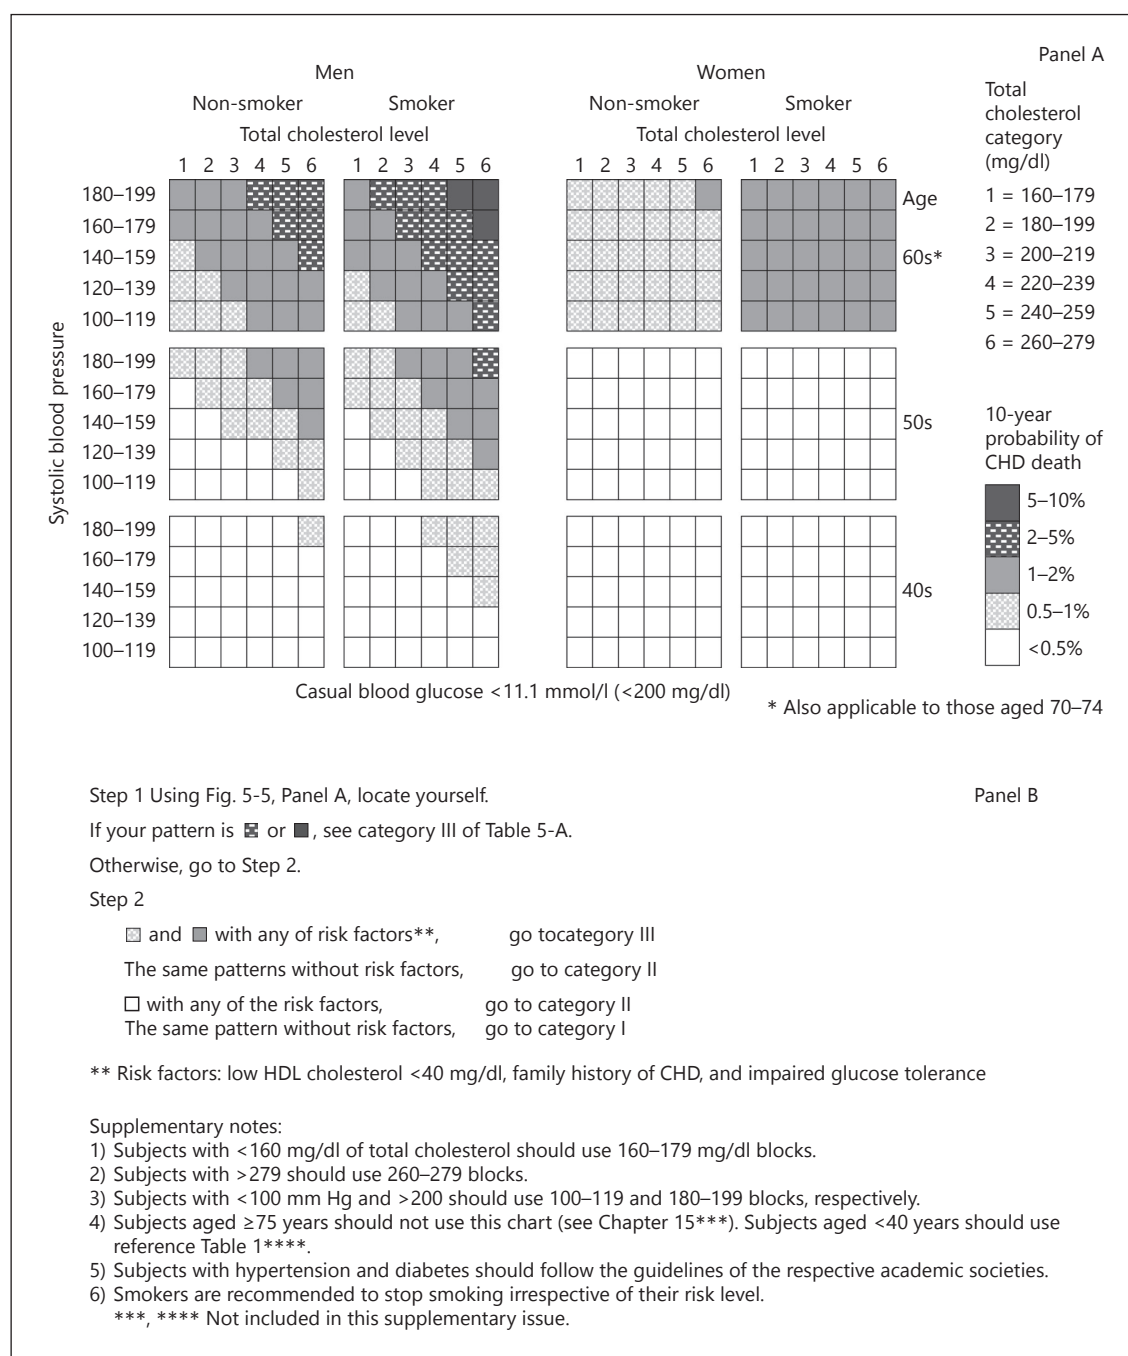 Panel A
Men
Women
Non-smoker Smoker Non-smoker Smoker
Total cholesterol level Total cholesterol level
1 2 3 4 5 6 1 2 3 4 5 6 1 2 3 4 5 6 1 2 3 4 5 6
Systolic blood pressure
180–199
160–179
140–159
120–139
100–119
180–199
160–179
140–159
120–139
100–119
180–199
160–179
140–159
120–139
100–119
Age
60s*
50s
40s
Total
cholesterol
category
(mg/dl)
1 = 160–179
2 = 180–199
3 = 200–219
4 = 220–239
5 = 240–259
6 = 260–279
10-year
probability of
CHD death
5–10%
2–5%
1–2%
0.5–1%
<0.5%
Casual blood glucose <11.1 mmol/l (<200 mg/dl)
* Also applicable to those aged 70–74
Step 1 Using Fig. 5-5, Panel A, locate yourself.
Panel B
If your pattern is or , see category III of Table 5-A.
Otherwise, go to Step 2.
Step 2
and with any of risk factors**, go tocategory III
The same patterns without risk factors, go to category II
with any of the risk factors, go to category II
The same pattern without risk factors, go to category I
** Risk factors: low HDL cholesterol <40 mg/dl, family history of CHD, and impaired glucose tolerance
Supplementary notes:
1) Subjects with <160 mg/dl of total cholesterol should use 160–179 mg/dl blocks.
2) Subjects with >279 should use 260–279 blocks.
3) Subjects with <100 mm Hg and >200 should use 100–119 and 180–199 blocks, respectively.
4) Subjects aged ≥75 years should not use this chart (see Chapter 15***). Subjects aged <40 years should use
reference Table 1****.
5) Subjects with hypertension and diabetes should follow the guidelines of the respective academic societies.
6) Smokers are recommended to stop smoking irrespective of their risk level.
***, **** Not included in this supplementary issue.